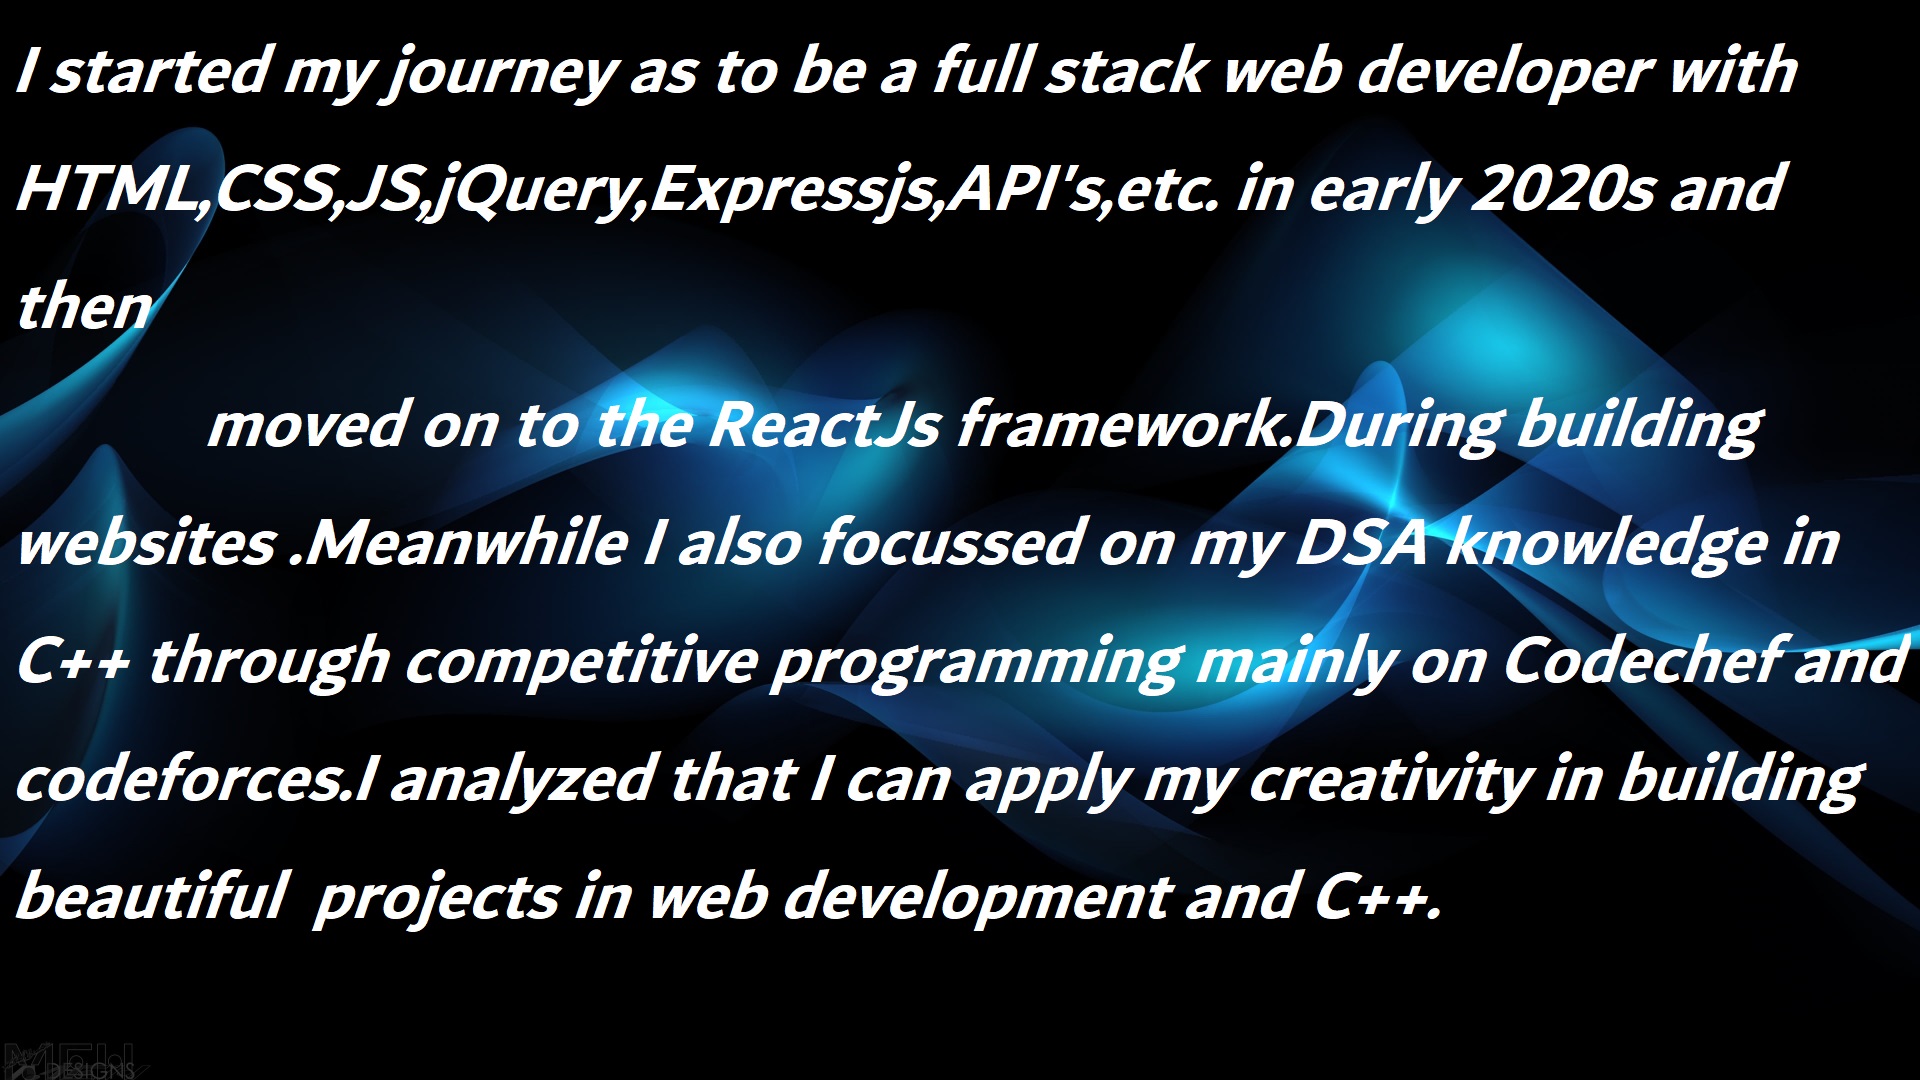 I started my journey as to be a full stack web developer with
HTML,CSS,JS,jQuery,Expressjs,API's,etc. in early 2020s and
then
moved on to the ReactJs framework.During building
websites .Meanwhile I also focussed on my DSA knowledge in
C++ through competitive programming mainly on Codechef and
codeforces.I analyzed that I can apply my creativity in building
beautiful  projects in web development and C++.
DESIGNS